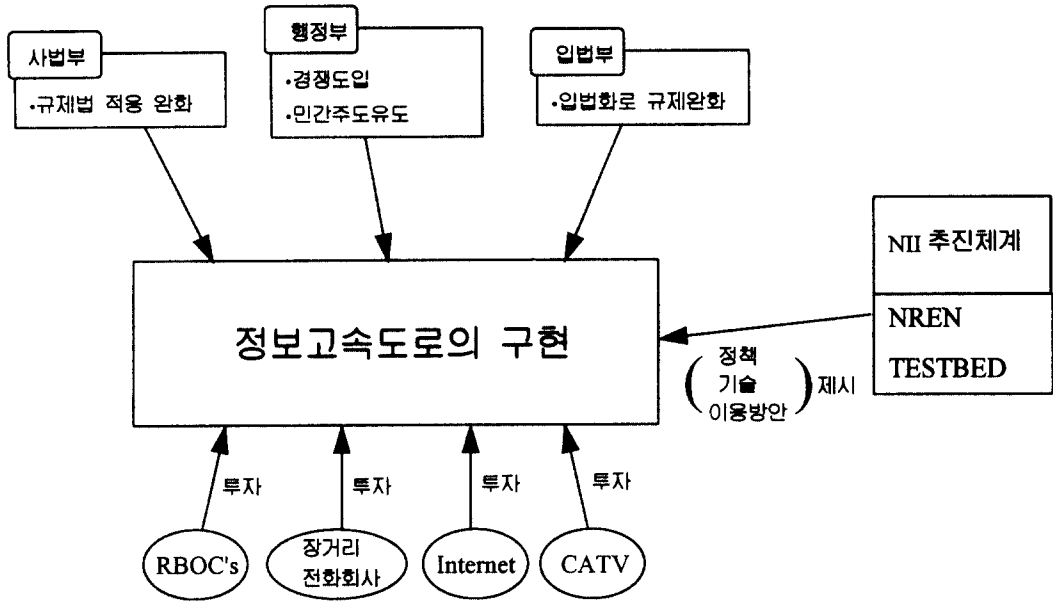 사법부
·규제법 적용 완화
행정부
·경쟁도입
·민간주도유도
입법부
·입법화로 규제완화
NII 추진체계
NREN
TESTBED
정보고속도로의 구현
( 정책
기술
이용방안 ) 제시
투자
투자
투자
투자
RBOC's
장거리
전화회사
Internet
CATV